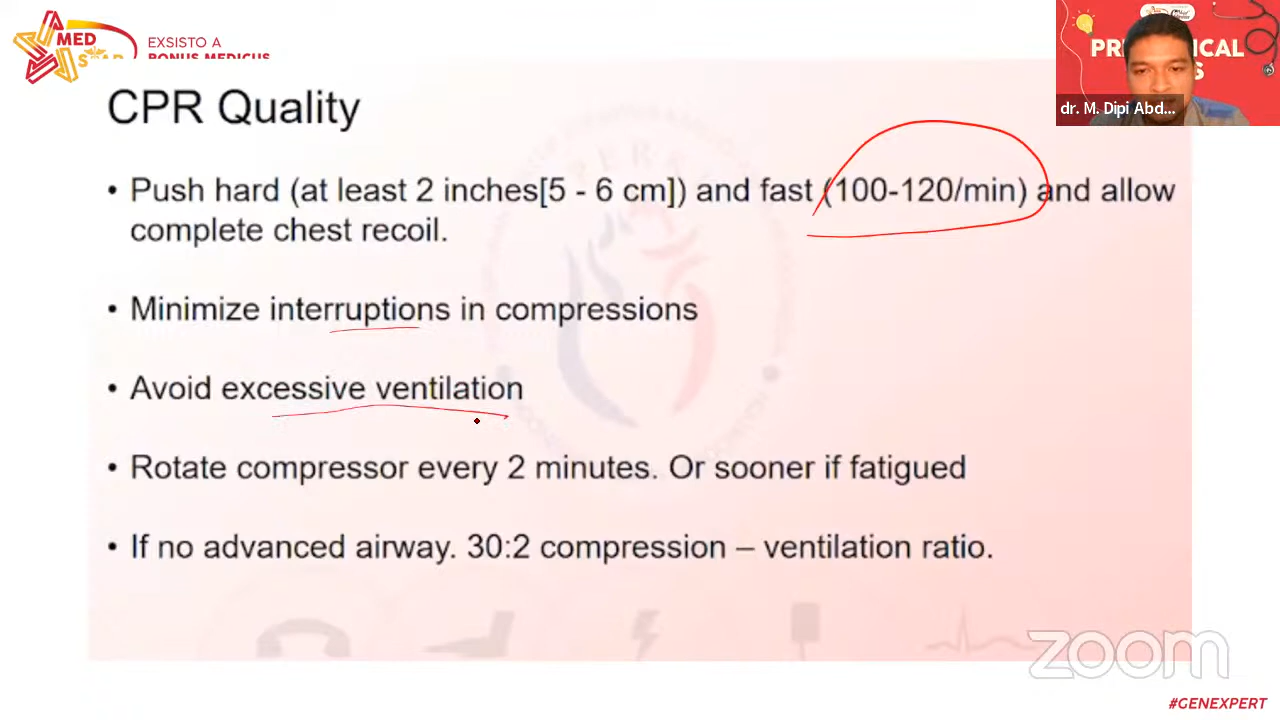 MED
STAR
EXSISTO A
BONUS MEDICUS
dr. M. Dipi Abd...
CPR Quality
• Push hard (at least 2 inches[5 - 6 cm]) and fast (100-120/min) and allow
complete chest recoil.
• Minimize interruptions in compressions
• Avoid excessive ventilation
• Rotate compressor every 2 minutes. Or sooner if fatigued
• If no advanced airway. 30:2 compression – ventilation ratio.
zoom
#GENEXPERT